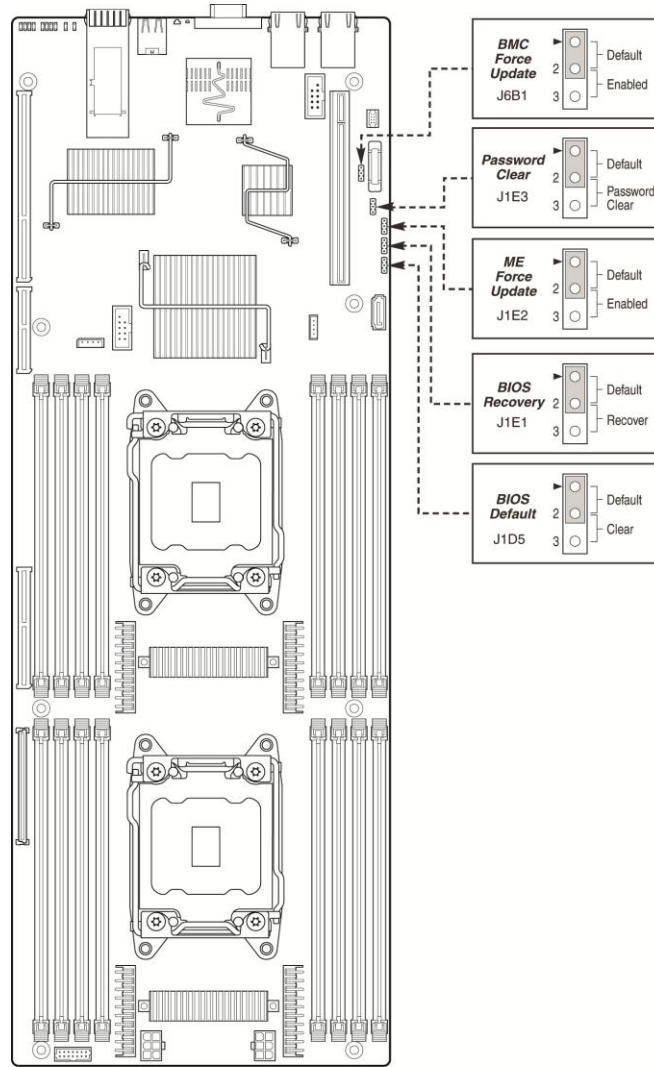 BMC
Force
Update
J6B1
2
3
Default
Enabled
Password
Clear
J1E3
2
3
Default
Password
Clear
ME
Force
Update
J1E2
2
3
Default
Enabled
BIOS
Recovery
J1E1
2
3
Default
Recover
BIOS
Default
J1D5
2
3
Default
Clear